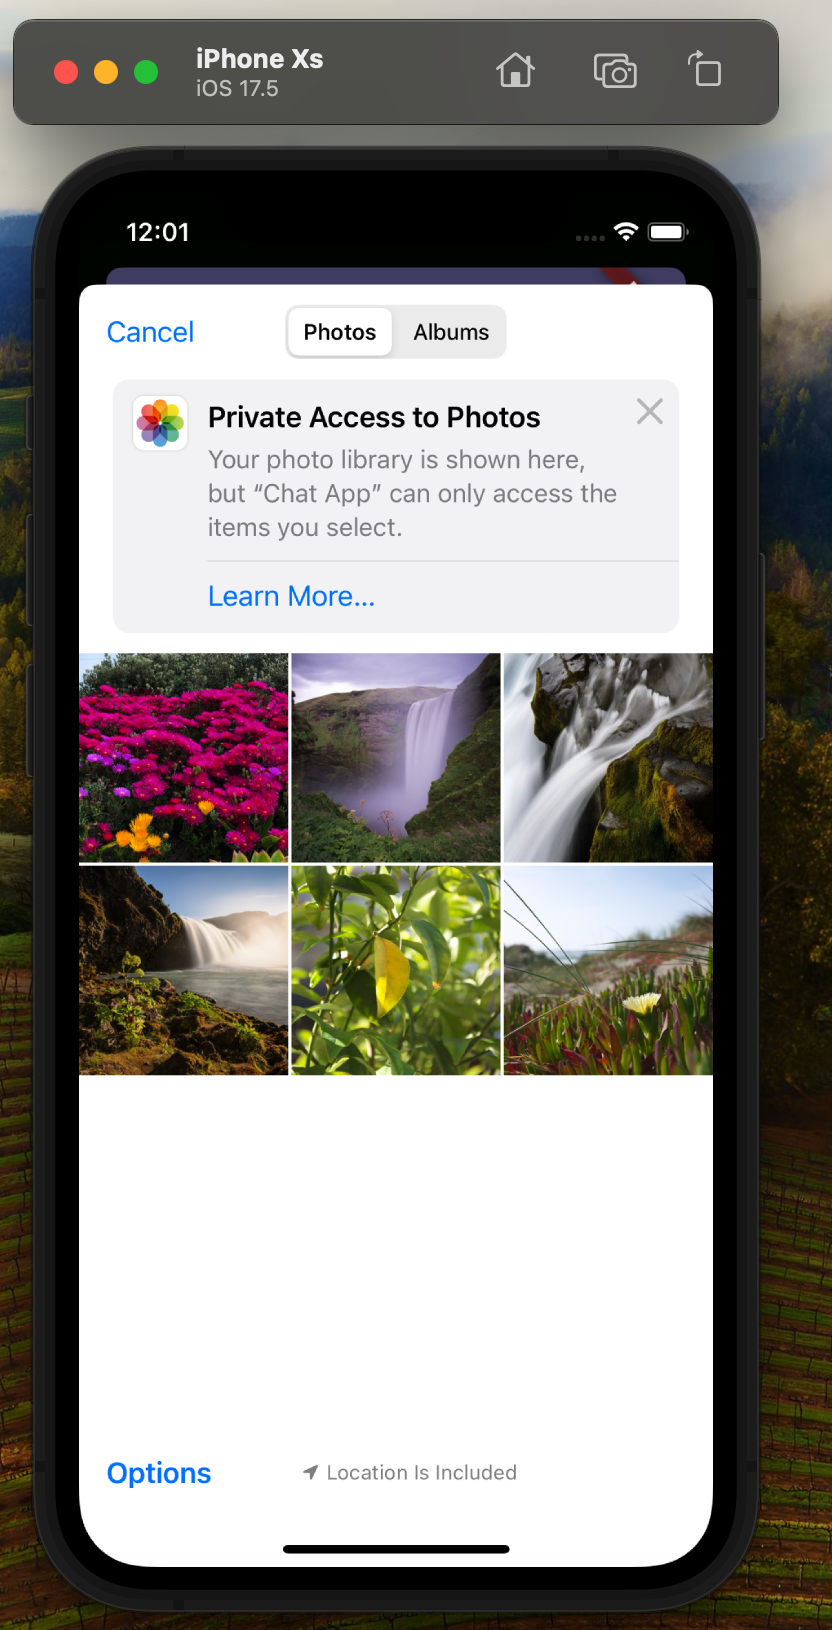 iPhone Xs
iOS 17.5
12:01
Cancel
Photos
Albums
Private Access to Photos
Your photo library is shown here,
but “Chat App” can only access the
items you select.
Learn More...
Options
Location Is Included